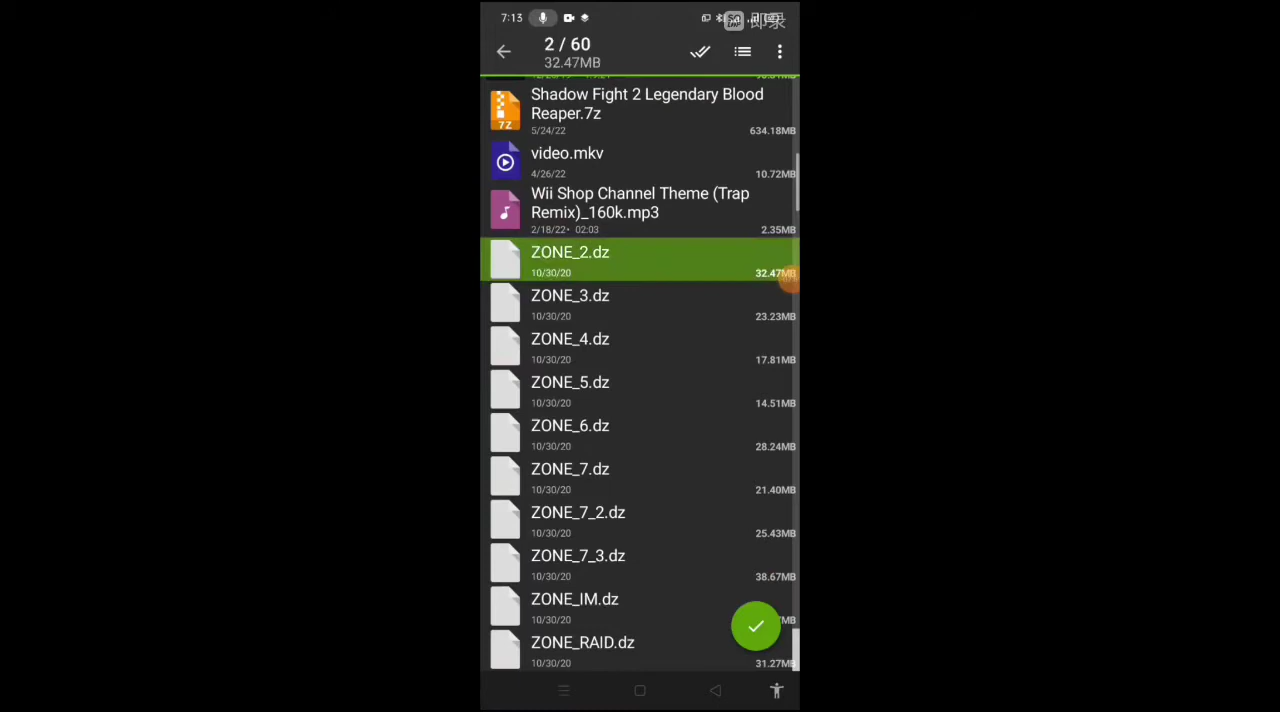 7:13
即录
2 / 60
32.47MB
Shadow Fight 2 Legendary Blood
Reaper.7z
7Z
5/24/22
634.18MB
video.mkv
4/26/22
10.72MB
Wii Shop Channel Theme (Trap
Remix)_160k.mp3
2/18/22• 02:03
2.35MB
ZONE_2.dz
10/30/20
32.47MB
ZONE_3.dz
10/30/20
23.23MB
ZONE_4.dz
10/30/20
17.81MB
ZONE_5.dz
10/30/20
14.51MB
ZONE_6.dz
10/30/20
28.24MB
ZONE_7.dz
10/30/20
21.40MB
ZONE_7_2.dz
10/30/20
25.43MB
ZONE_7_3.dz
10/30/20
38.67MB
ZONE_IM.dz
10/30/20
ZONE_RAID.dz
10/30/20
31.27MB